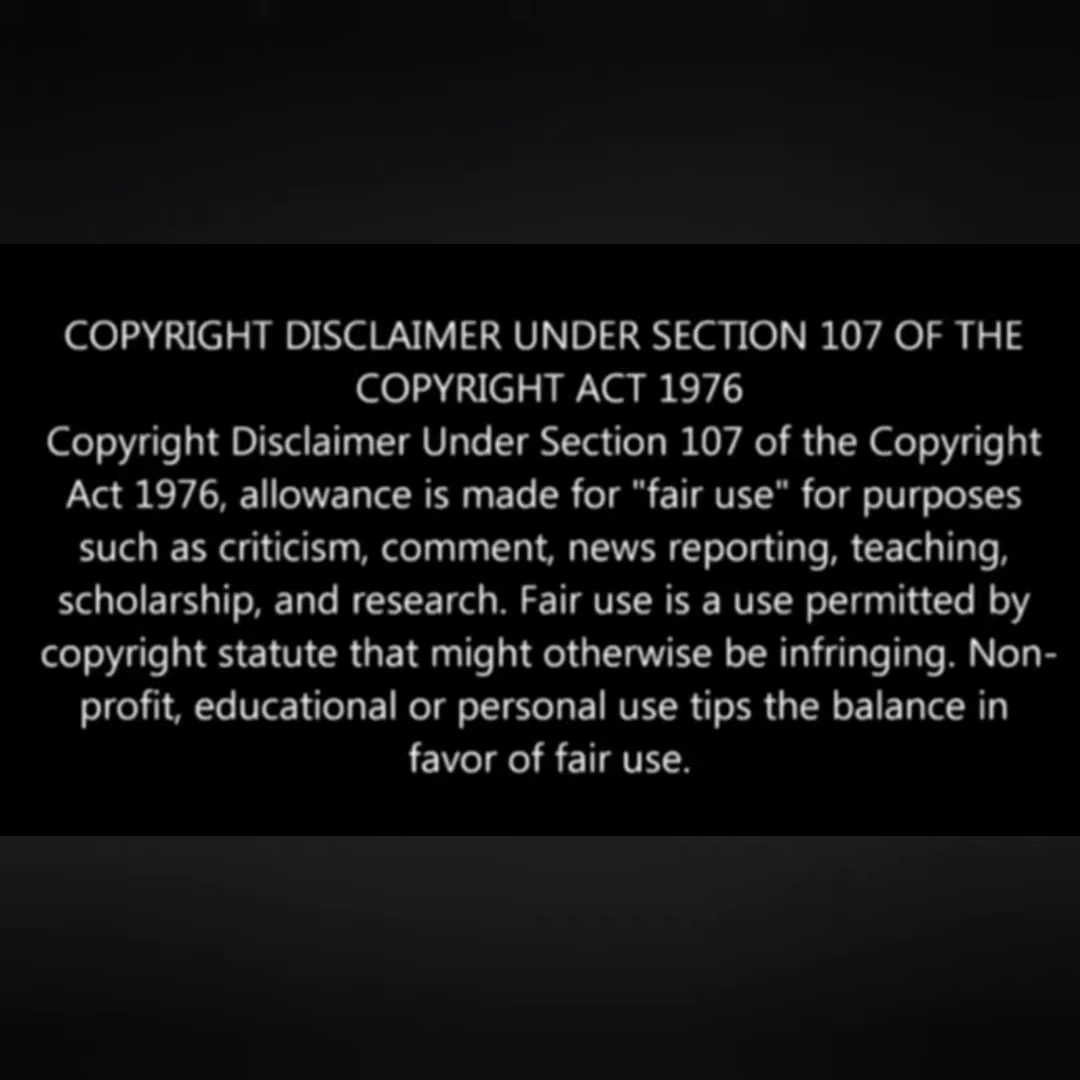 COPYRIGHT DISCLAIMER UNDER SECTION 107 OF THE
COPYRIGHT ACT 1976
Copyright Disclaimer Under Section 107 of the Copyright
Act 1976, allowance is made for "fair use" for purposes
such as criticism, comment, news reporting, teaching,
scholarship, and research. Fair use is a use permitted by
copyright statute that might otherwise be infringing. Non-
profit, educational or personal use tips the balance in
favor of fair use.